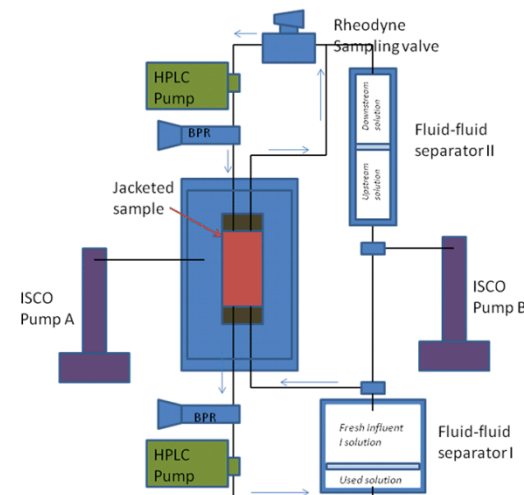 Rheodyne
Sampling valve
HPLC
Pump
BPR
Downstream
solution
Upstream
solution
Fluid-fluid
separator II
Jacketed
sample
ISCO
Pump A
ISCO
Pump B
BPR
HPLC
Pump
Fresh influent
I solution
Used solution
Fluid-fluid
separator I